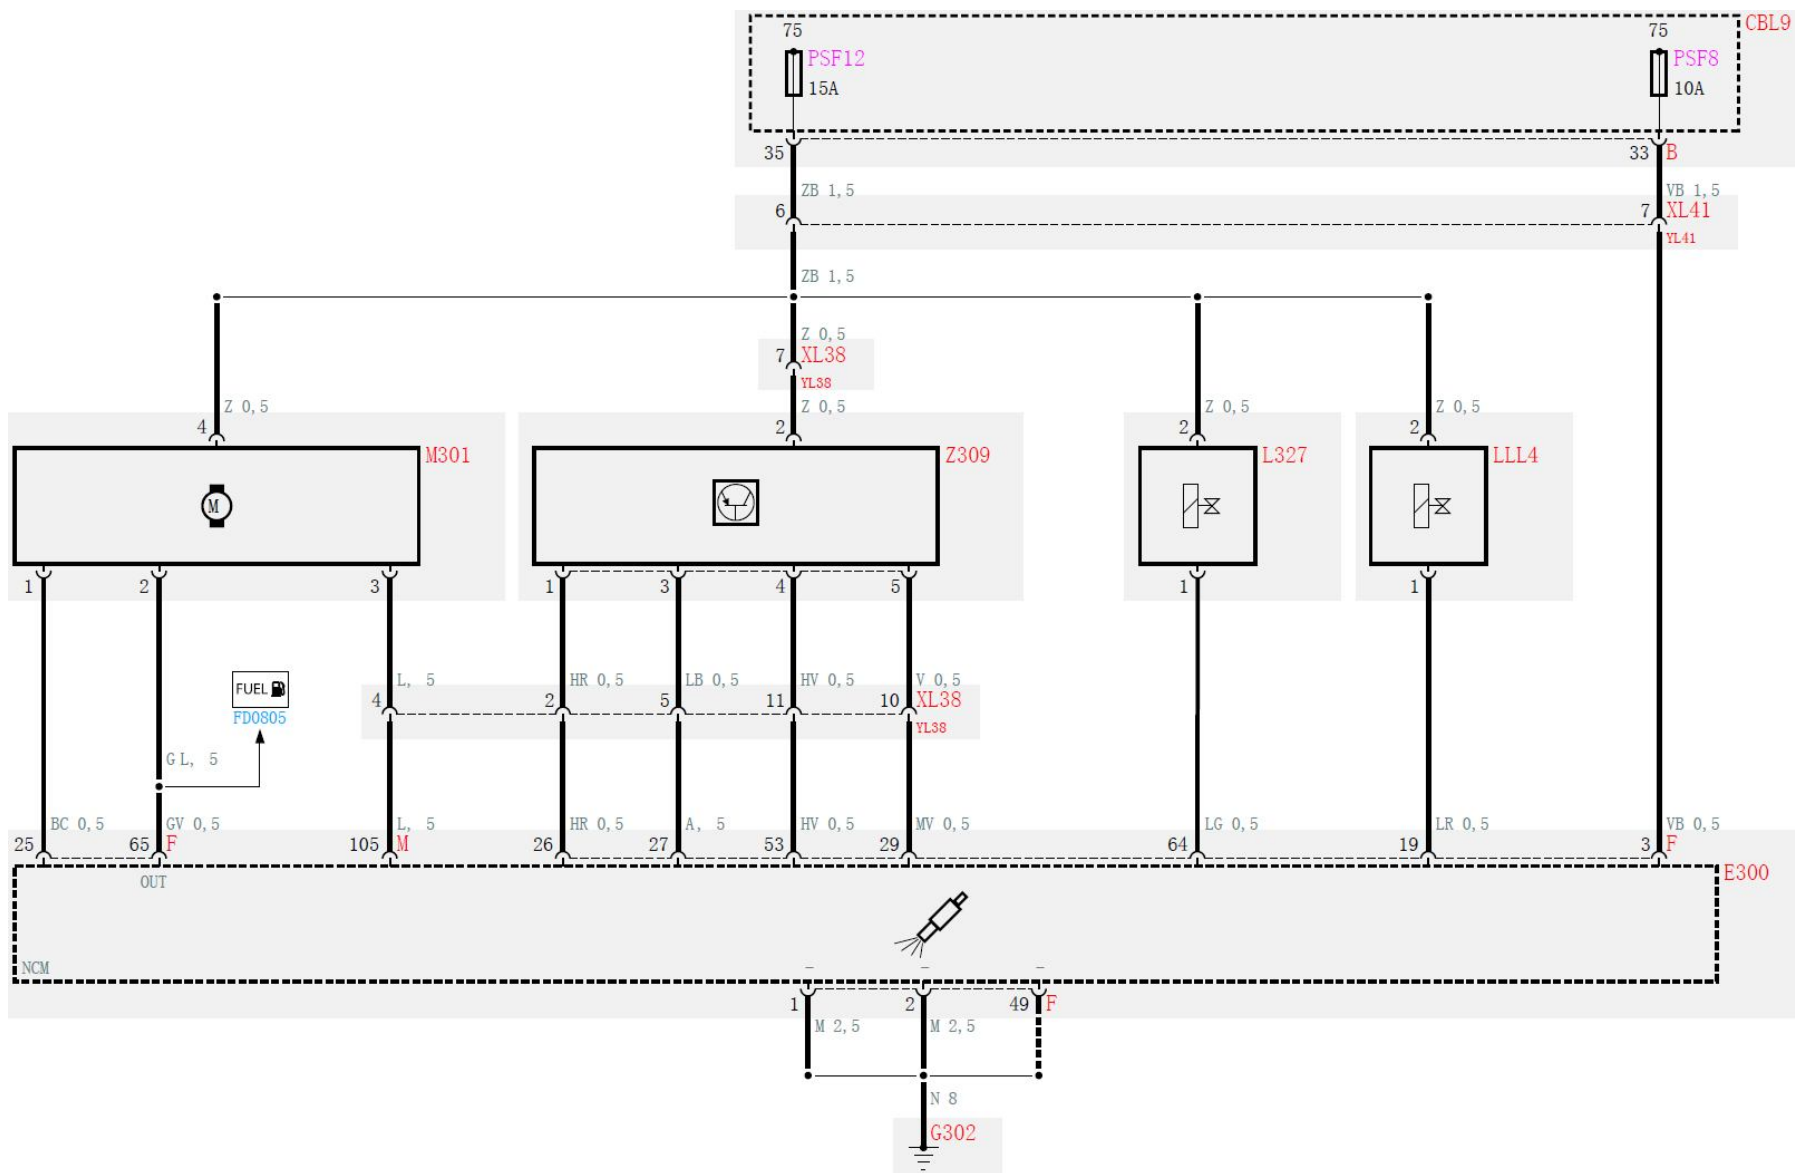 75 75 CBL9
PSF12 PSF8
15A 10A
35 33 B
ZB 1,5 VB 1,5
6 7 XL41
YL41
ZB 1,5
Z 0,5
7 XL38
YL38
Z 0,5 Z 0,5 Z 0,5 Z 0,5
4 2 2 2
M301 Z309 L327 LLL4
M
1 2 3 1 3 4 5 1 1
L, 5 HR 0,5 LB 0,5 HV 0,5 V 0,5
FUEL
4 2 5 11 10 XL38
FD0805
YL38
GL, 5
BC 0,5 GV 0,5 L, 5 HR 0,5 A, 5 HV 0,5 MV 0,5 LG 0,5 LR 0,5 VB 0,5
25 65 F 105 M 26 27 53 29 64 19 3 F
E300
OUT
NCM
– – –
1 2 49 F
M 2,5 M 2,5
N 8
G302